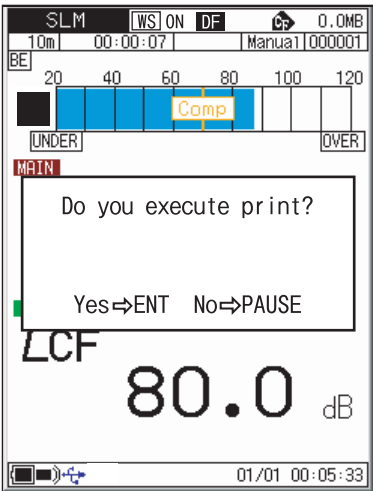 SLM WS ON DF CF 0.0MB
10m 00:00:07 Manual 000001
BE
20 40 60 80 100 120
Comp
UNDER OVER
MAIN
Do you execute print?
Yes⇨ENT No⇨PAUSE
LCF
80.0 dB
01/01 00:05:33